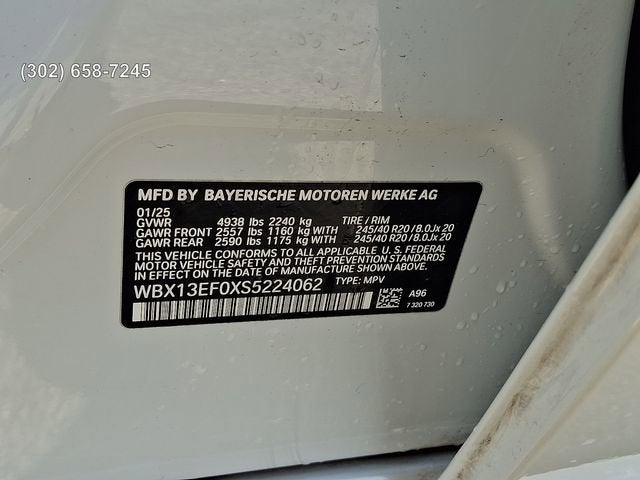 (302) 658-7245
MFD BY BAYERISCHE MOTOREN WERKE AG
01/25
GVWR 4938 lbs 2240 kg TIRE / RIM
GAWR FRONT 2557 lbs 1160 kg WITH 245/40 R20 / 8.0Jx 20
GAWR REAR 2590 lbs 1175 kg WITH 245/40 R20 / 8.0Jx 20
THIS VEHICLE CONFORMS TO ALL APPLICABLE U.S. FEDERAL
MOTOR VEHICLE SAFETY AND THEFT PREVENTION STANDARDS
IN EFFECT ON THE DATE OF MANUFACTURE SHOWN ABOVE.
WBX13EF0XS5224062 TYPE: MPV
A96
7 320 730